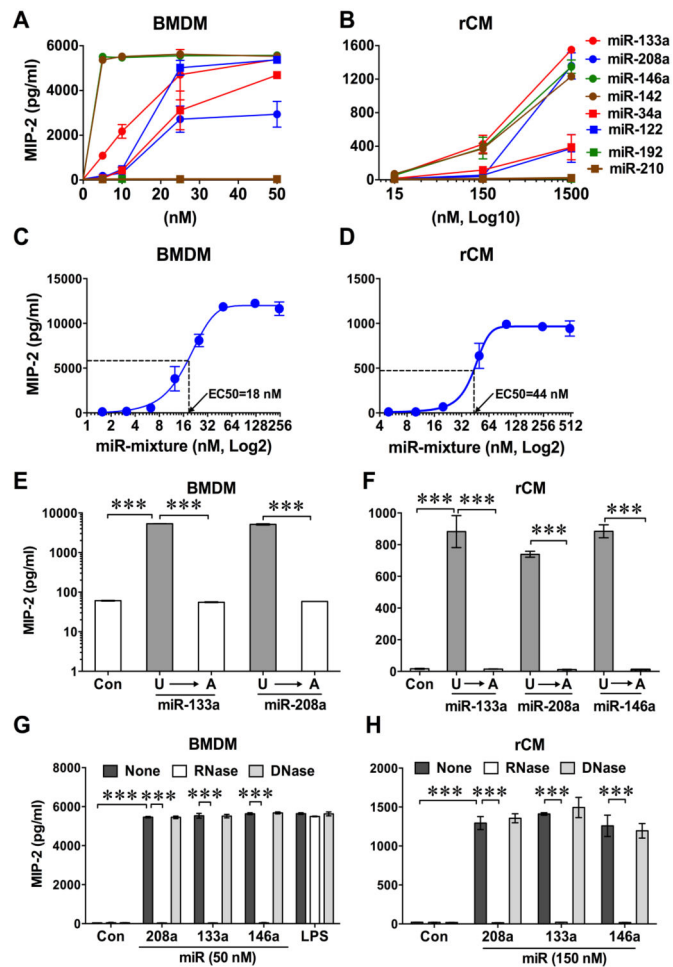 A
BMDM
MIP-2 (pg/ml)
6000
4000
2000
0
0 10 20 30 40 50
(nM)
B
rCM
1600
1200
800
400
0
15 150 1500
(nM, Log10)
miR-133a
miR-208a
miR-146a
miR-142
miR-34a
miR-122
miR-192
miR-210
C
BMDM
MIP-2 (pg/ml)
15000
10000
5000
0
EC50=18 nM
1 2 4 8 16 32 64 128 256
miR-mixture (nM, Log2)
D
rCM
1500
1000
500
0
EC50=44 nM
4 8 16 32 64 128 256 512
miR-mixture (nM, Log2)
E
BMDM
MIP-2 (pg/ml)
10000
1000
100
10
1
*** *** ***
Con U → A U → A
miR-133a miR-208a
F
rCM
1000
800
600
400
200
0
*** *** *** ***
Con U → A U → A U → A
miR-133a miR-208a miR-146a
G
BMDM
None RNase DNase
MIP-2 (pg/ml)
8000
6000
4000
2000
0
*** *** *** ***
Con 208a 133a 146a LPS
miR (50 nM)
H
rCM
None RNase DNase
2000
1500
1000
500
0
*** *** *** ***
Con 208a 133a 146a
miR (150 nM)